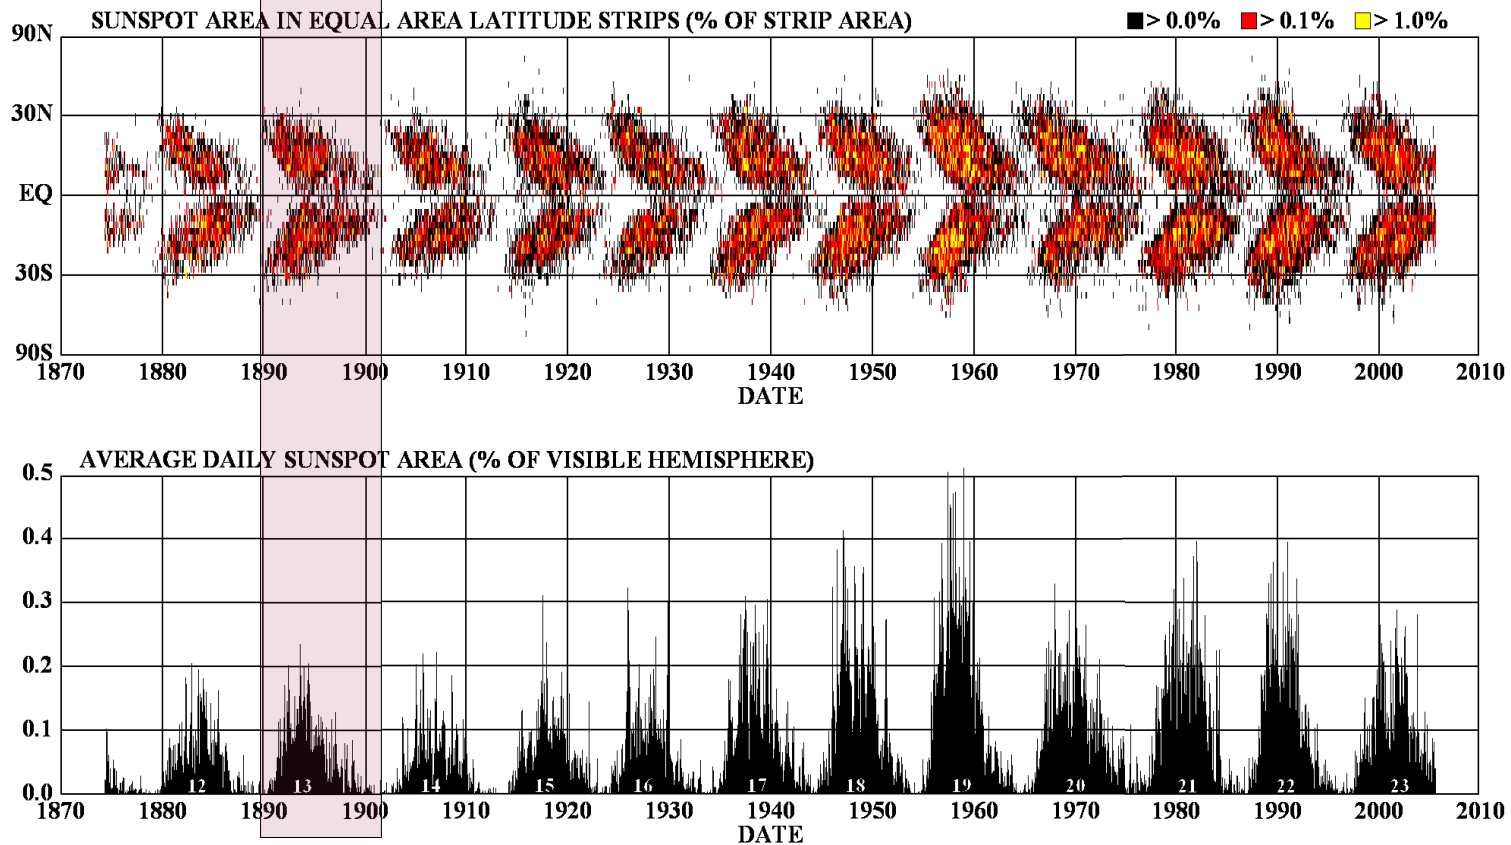 SUNSPOT AREA IN EQUAL AREA LATITUDE STRIPS (% OF STRIP AREA) > 0.0% > 0.1% > 1.0%
90N
30N
EQ
30S
90S
1870 1880 1890 1900 1910 1920 1930 1940 1950 1960 1970 1980 1990 2000 2010
DATE
AVERAGE DAILY SUNSPOT AREA (% OF VISIBLE HEMISPHERE)
0.5
0.4
0.3
0.2
0.1
0.0
12 13 14 15 16 17 18 19 20 21 22 23
1870 1880 1890 1900 1910 1920 1930 1940 1950 1960 1970 1980 1990 2000 2010
DATE